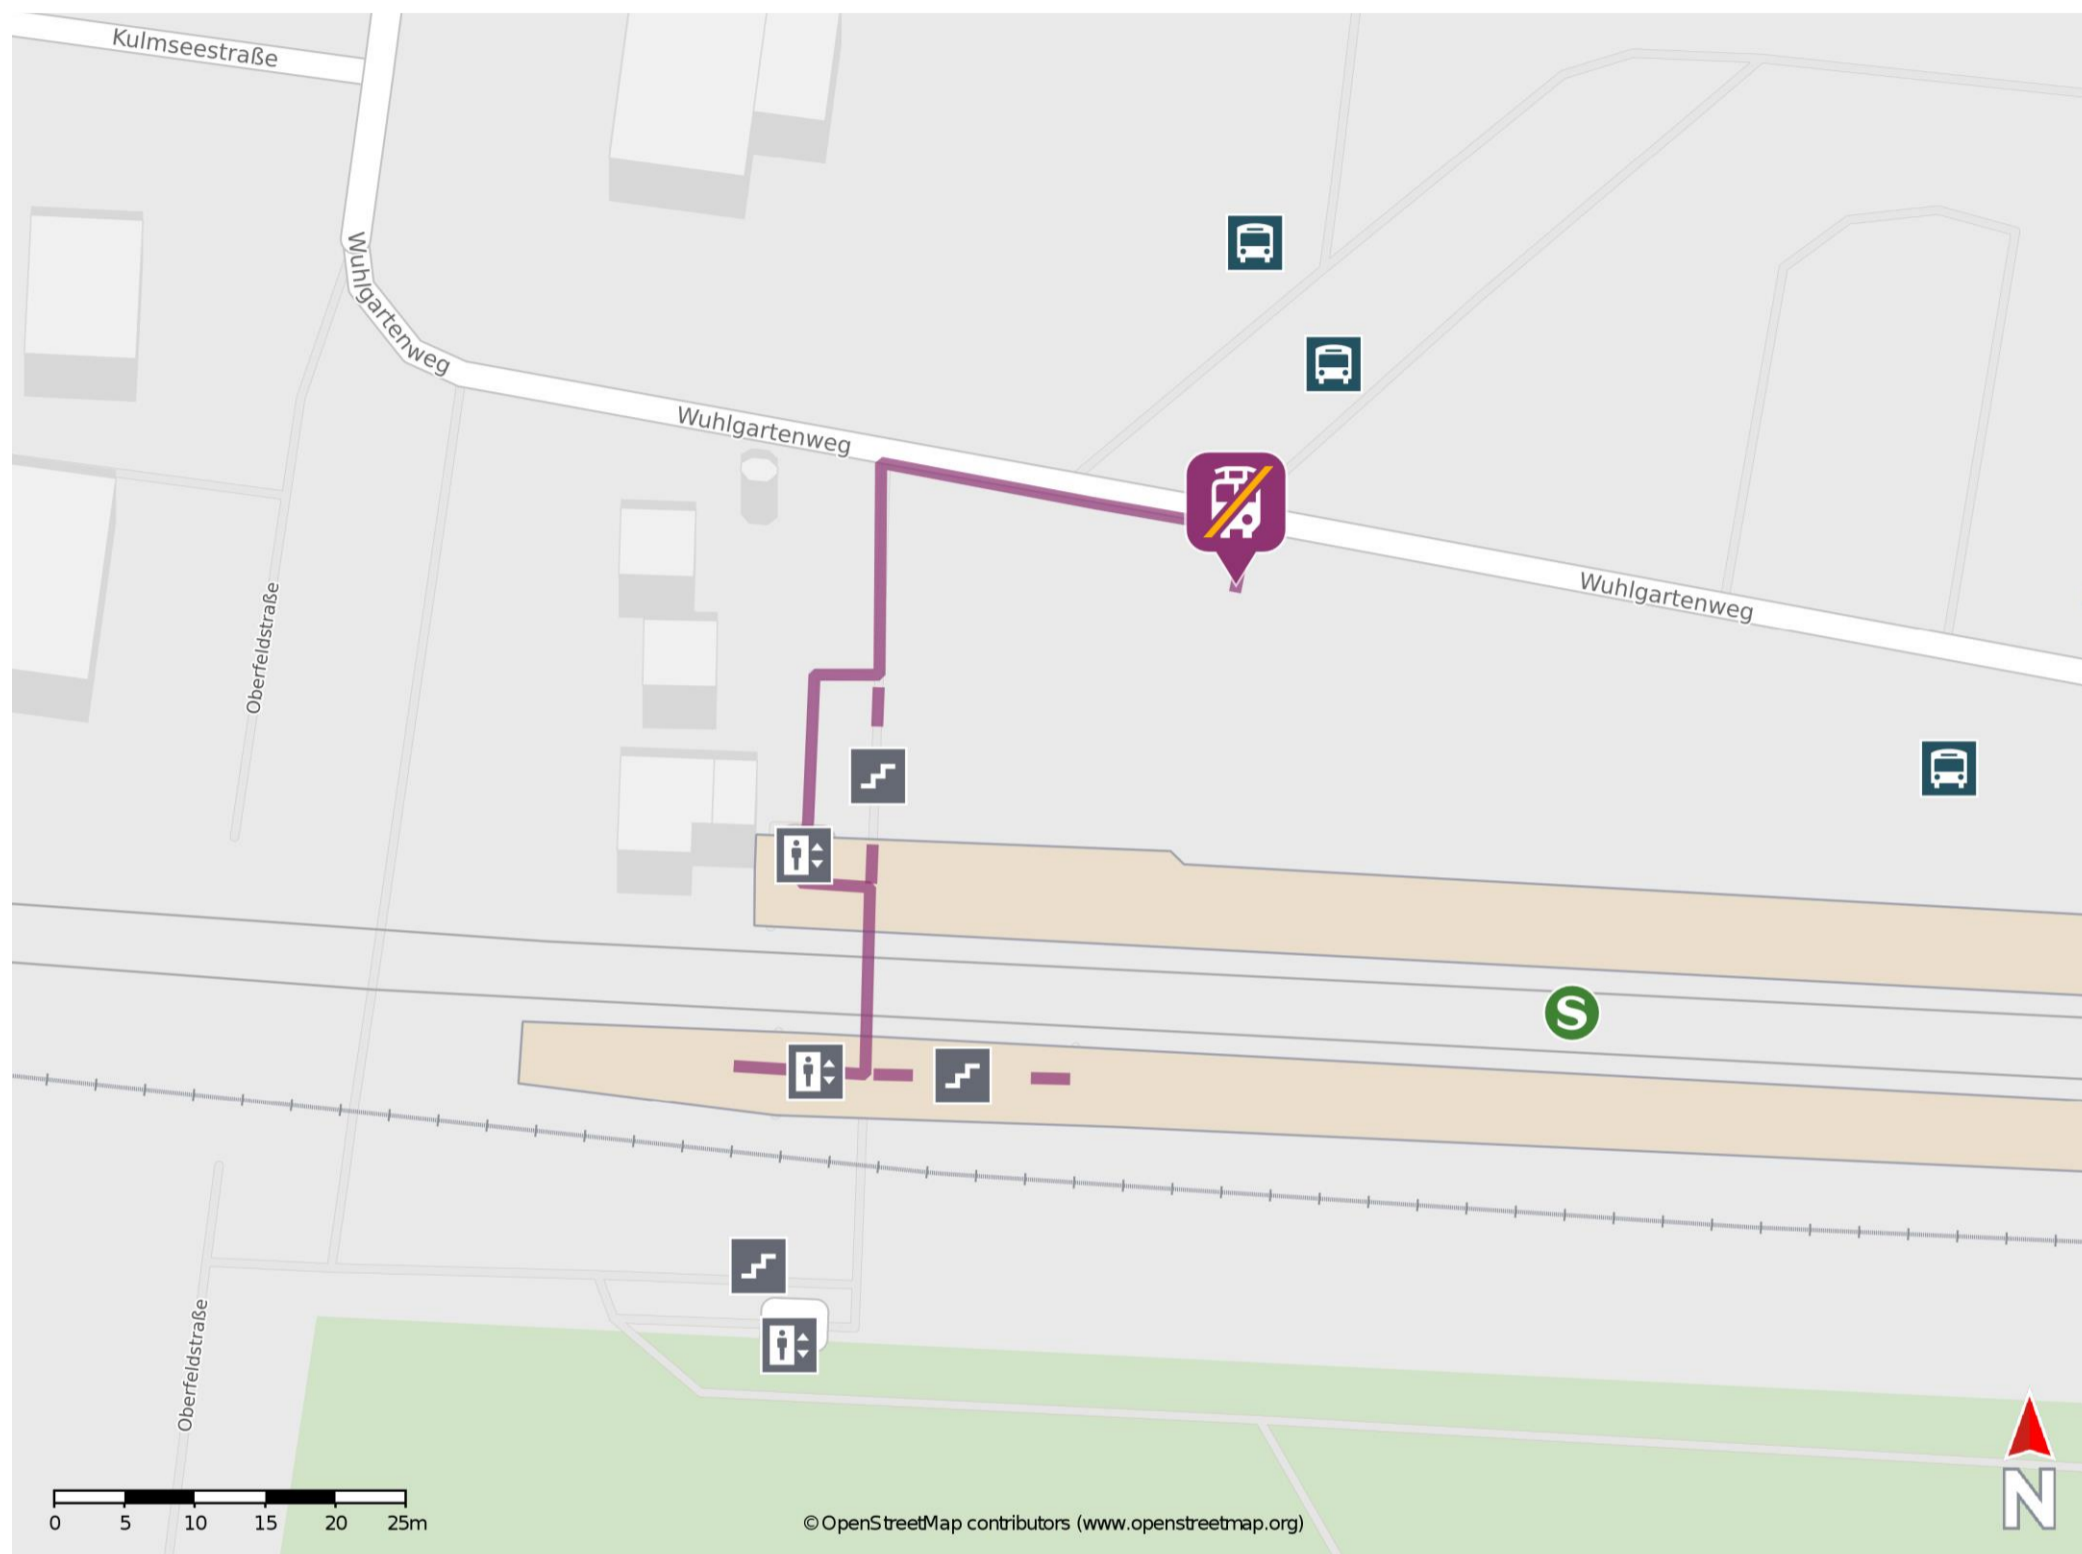 Kulmseestraße
Wuhlgartenweg
Wuhlgartenweg
Wuhlgartenweg
Oberfeldstraße
S
Oberfeldstraße
0 5 10 15 20 25m
©OpenStreetMap contributors (www.openstreetmap.org)
N